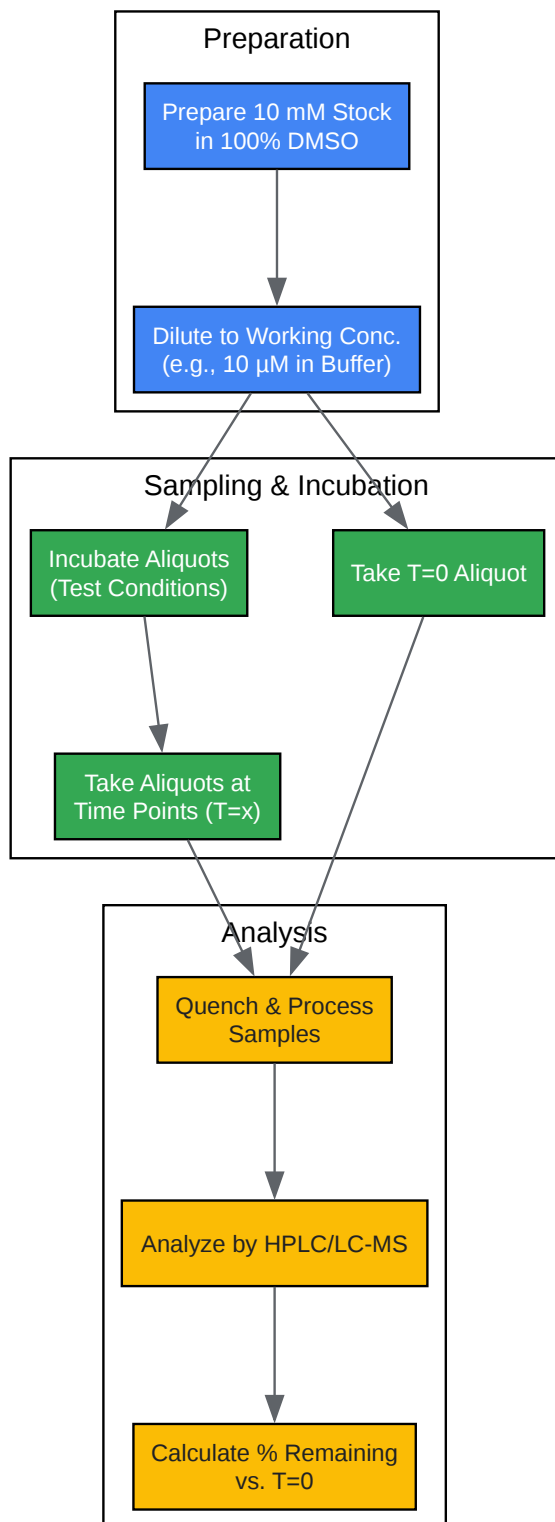 Preparation
Prepare 10 mM Stock
in 100% DMSO
Dilute to Working Conc.
(e.g., 10 µM in Buffer)
Sampling & Incubation
Incubate Aliquots
(Test Conditions)
Take T=0 Aliquot
Take Aliquots at
Time Points (T=x)
Analysis
Quench & Process
Samples
Analyze by HPLC/LC-MS
Calculate % Remaining
vs. T=0